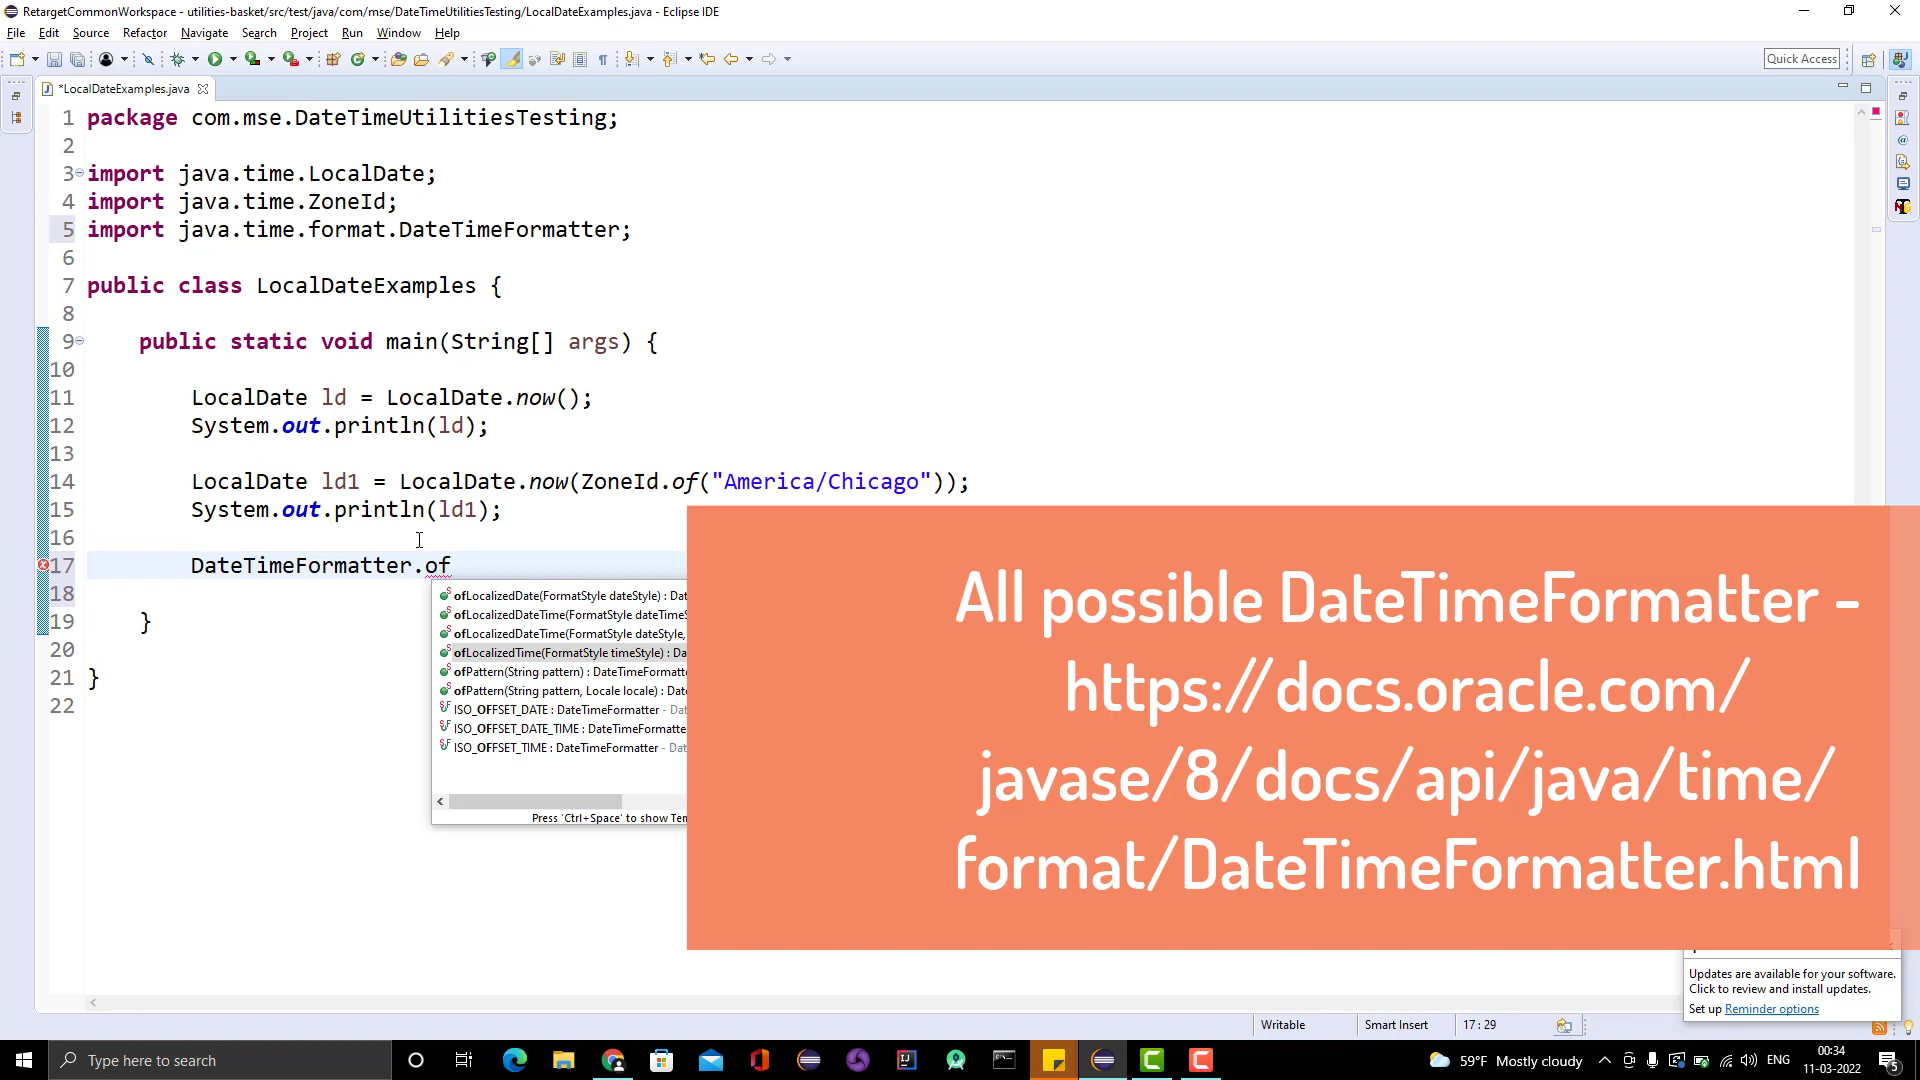 RetargetCommonWorkspace - utilities-basket/src/test/java/com/mse/DateTimeUtilitiesTesting/LocalDateExamples.java - Eclipse IDE
File Edit Source Refactor Navigate Search Project Run Window Help
Quick Access
*LocalDateExamples.java
1 package com.mse.DateTimeUtilitiesTesting;
2
3 import java.time.LocalDate;
4 import java.time.ZoneId;
5 import java.time.format.DateTimeFormatter;
6
7 public class LocalDateExamples {
8
9 public static void main(String[] args) {
10
11 LocalDate ld = LocalDate.now();
12 System.out.println(ld);
13
14 LocalDate ld1 = LocalDate.now(ZoneId.of("America/Chicago"));
15 System.out.println(ld1);
16
17 DateTimeFormatter.of
18
19 }
20
21 }
22
ofLocalizedDate(FormatStyle dateStyle) : Dat
ofLocalizedDateTime(FormatStyle dateTimeS
ofLocalizedDateTime(FormatStyle dateStyle,
ofLocalizedTime(FormatStyle timeStyle) : Da
ofPattern(String pattern) : DateTimeFormatte
ofPattern(String pattern, Locale locale) : Date
ISO_OFFSET_DATE : DateTimeFormatter - Dat
ISO_OFFSET_DATE_TIME : DateTimeFormatte
ISO_OFFSET_TIME : DateTimeFormatter - Dat
Press 'Ctrl+Space' to show Tem
All possible DateTimeFormatter -
https://docs.oracle.com/
javase/8/docs/api/java/time/
format/DateTimeFormatter.html
Updates are available for your software.
Click to review and install updates.
Set up Reminder options
Writable Smart Insert 17 : 29
Type here to search
59°F Mostly cloudy
ENG
00:34
11-03-2022
5